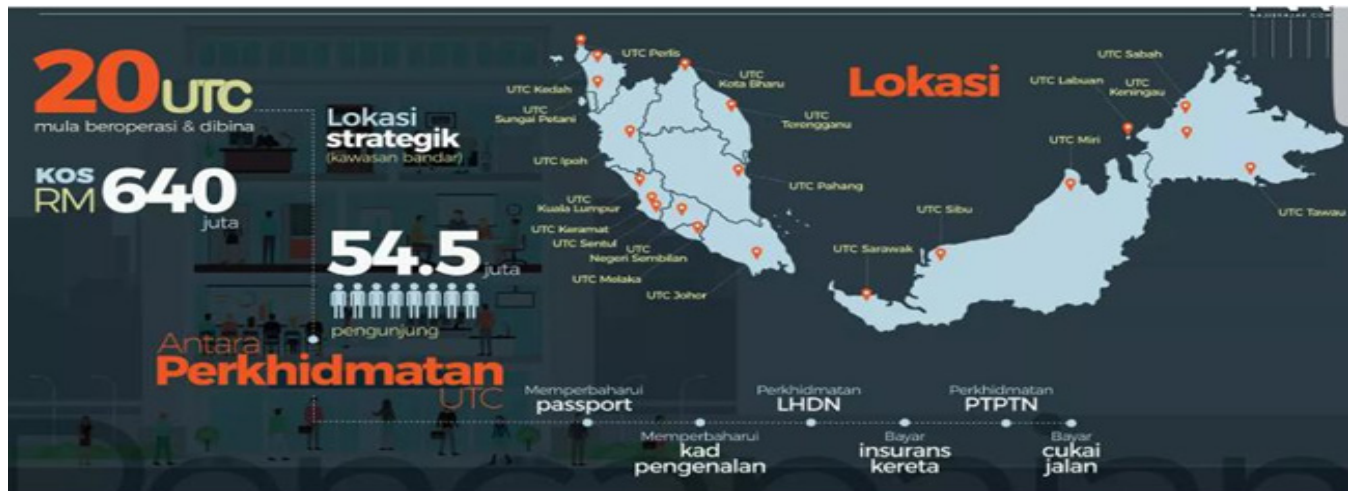 20 UTC
mula beroperasi & dibina
KOS
RM 640
juta
Lokasi
strategik
(kawasan bandar)
54.5 juta
pengunjung
Antara
Perkhidmatan
UTC
UTC Perlis
UTC Kedah
UTC
Sungai Petani
UTC Ipoh
UTC
Kuala Lumpur
UTC Keramat
UTC Sentul
UTC
Negeri Sembilan
UTC Melaka
UTC Johor
UTC
Kota Bharu
UTC
Terengganu
UTC Pahang
Lokasi
UTC Sabah
UTC Labuan
UTC
Keningau
UTC Miri
UTC Tawau
UTC Sibu
UTC Sarawak
Memperbaharui
passport
Memperbaharui
kad
pengenalan
Perkhidmatan
LHDN
Bayar
insurans
kereta
Perkhidmatan
PTPTN
Bayar
cukai
jalan